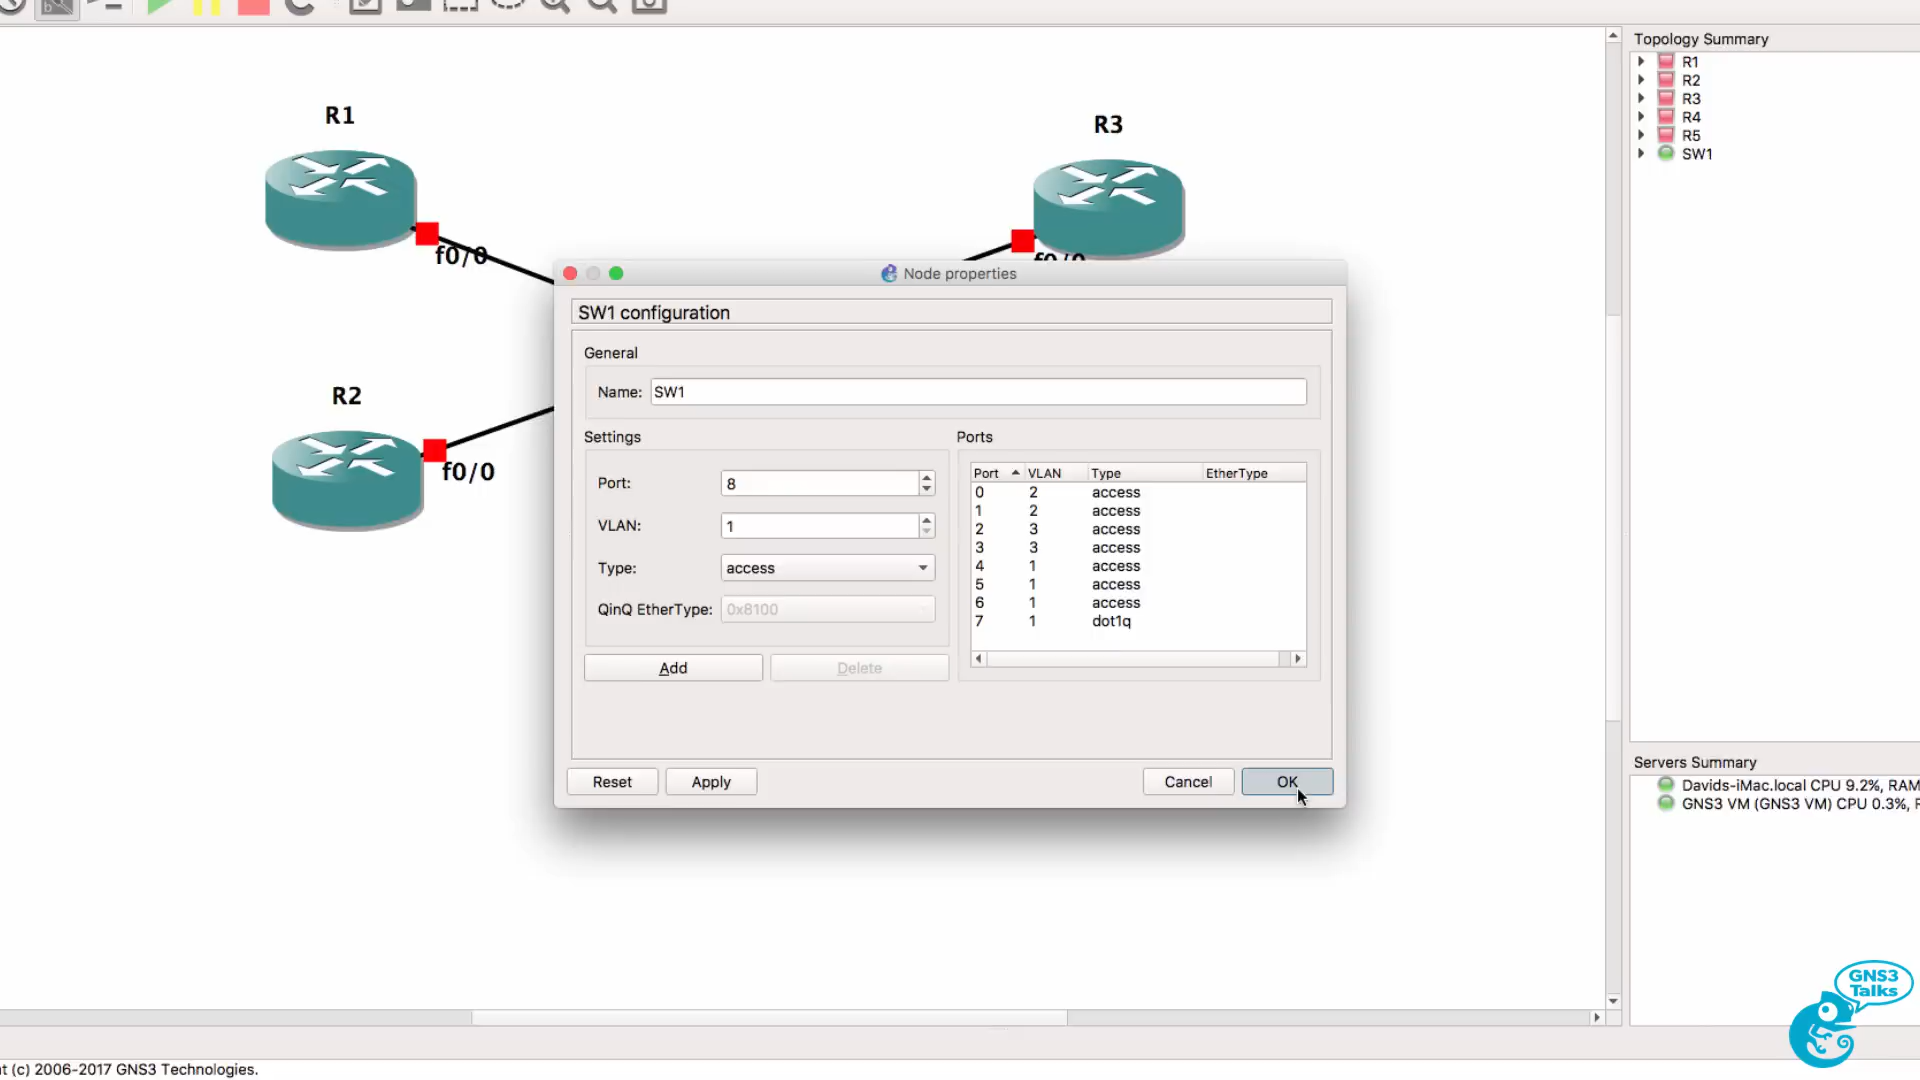 Topology Summary
R1
R2
R3
R4
R5
SW1
R1
f0/0
R3
f0/0
R2
f0/0
Node properties
SW1 configuration
General
Name: SW1
Settings
Port: 8
VLAN: 1
Type: access
QinQ EtherType: 0x8100
Add Delete
Ports
Port VLAN Type EtherType
0 2 access
1 2 access
2 3 access
3 3 access
4 1 access
5 1 access
6 1 access
7 1 dot1q
Reset Apply Cancel OK
Servers Summary
Davids-iMac.local CPU 9.2%, RAM
GNS3 VM (GNS3 VM) CPU 0.3%,
GNS3
Talks
(c) 2006-2017 GNS3 Technologies.